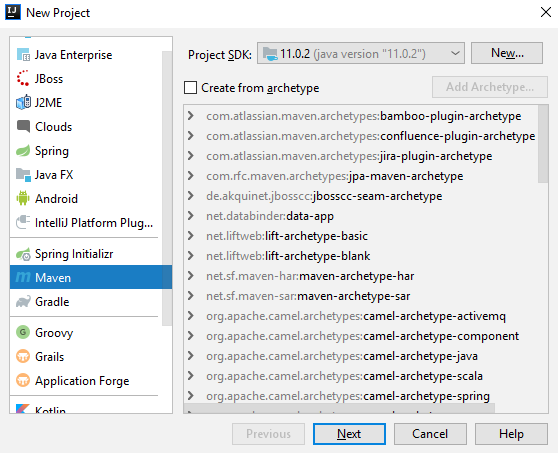 New Project
Java Enterprise
JBoss
J2ME
Clouds
Spring
Java FX
Android
IntelliJ Platform Plug...
Spring Initializr
Maven
Gradle
Groovy
Grails
Application Forge
Kotlin
Project SDK: 11.0.2 (java version "11.0.2") New...
Create from archetype Add Archetype...
com.atlassian.maven.archetypes:bamboo-plugin-archetype
com.atlassian.maven.archetypes:confluence-plugin-archetype
com.atlassian.maven.archetypes:jira-plugin-archetype
com.rfc.maven.archetypes:jpa-maven-archetype
de.akquinet.jbosscc:jbosscc-seam-archetype
net.databinder:data-app
net.liftweb:lift-archetype-basic
net.liftweb:lift-archetype-blank
net.sf.maven-har:maven-archetype-har
net.sf.maven-sar:maven-archetype-sar
org.apache.camel.archetypes:camel-archetype-activemq
org.apache.camel.archetypes:camel-archetype-component
org.apache.camel.archetypes:camel-archetype-java
org.apache.camel.archetypes:camel-archetype-scala
org.apache.camel.archetypes:camel-archetype-spring
Previous Next Cancel Help